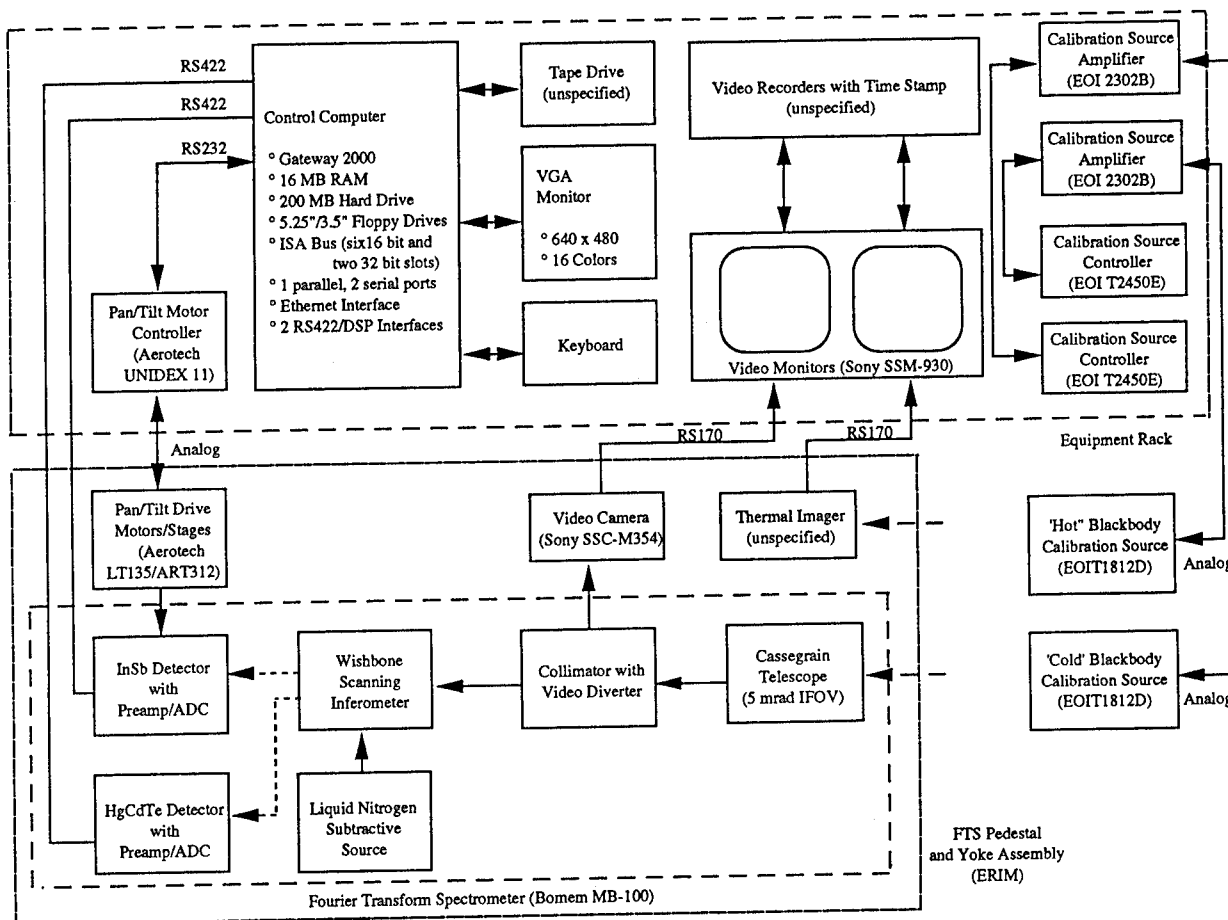 RS422
RS422
RS232
Control Computer
° Gateway 2000
° 16 MB RAM
° 200 MB Hard Drive
° 5.25"/3.5" Floppy Drives
° ISA Bus (six16 bit and
two 32 bit slots)
° 1 parallel, 2 serial ports
° Ethernet Interface
° 2 RS422/DSP Interfaces
Tape Drive
(unspecified)
VGA
Monitor
° 640 x 480
° 16 Colors
Keyboard
Video Recorders with Time Stamp
(unspecified)
Video Monitors (Sony SSM-930)
Calibration Source
Amplifier
(EOI 2302B)
Calibration Source
Amplifier
(EOI 2302B)
Calibration Source
Controller
(EOI T2450E)
Calibration Source
Controller
(EOI T2450E)
Pan/Tilt Motor
Controller
(Aerotech
UNIDEX 11)
Analog
RS170
RS170
Equipment Rack
Pan/Tilt Drive
Motors/Stages
(Aerotech
LT135/ART312)
Video Camera
(Sony SSC-M354)
Thermal Imager
(unspecified)
'Hot" Blackbody
Calibration Source
(EOIT1812D)
Analog
InSb Detector
with
Preamp/ADC
Wishbone
Scanning
Inferometer
Collimator with
Video Diverter
Cassegrain
Telescope
(5 mrad IFOV)
'Cold' Blackbody
Calibration Source
(EOIT1812D)
Analog
HgCdTe Detector
with
Preamp/ADC
Liquid Nitrogen
Subtractive
Source
FTS Pedestal
and Yoke Assembly
(ERIM)
Fourier Transform Spectrometer (Bomem MB-100)